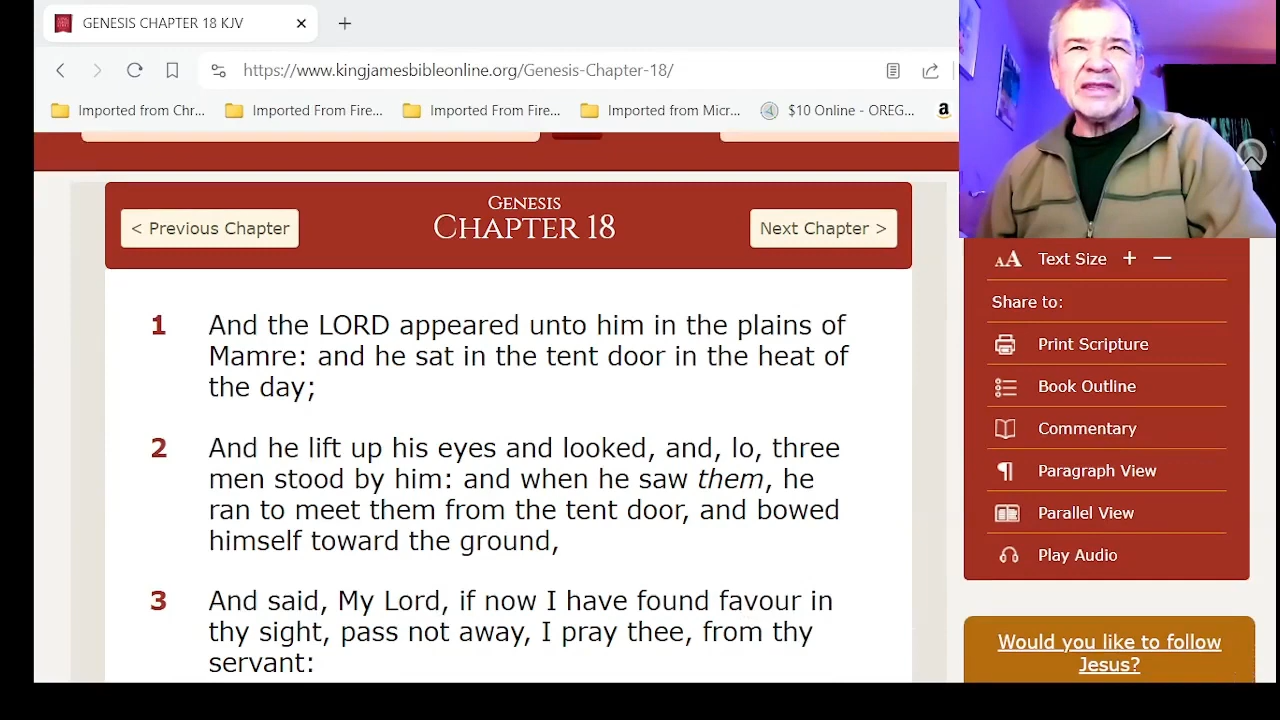 GENESIS CHAPTER 18 KJV
https://www.kingjamesbibleonline.org/Genesis-Chapter-18/
Imported from Chr...
Imported From Fire...
Imported From Fire...
Imported from Micr...
$10 Online - OREG...
a
GENESIS
CHAPTER 18
< Previous Chapter
Next Chapter >
1 And the LORD appeared unto him in the plains of
Mamre: and he sat in the tent door in the heat of
the day;
2 And he lift up his eyes and looked, and, lo, three
men stood by him: and when he saw them, he
ran to meet them from the tent door, and bowed
himself toward the ground,
3 And said, My Lord, if now I have found favour in
thy sight, pass not away, I pray thee, from thy
servant:
AA Text Size + —
Share to:
Print Scripture
Book Outline
Commentary
¶ Paragraph View
Parallel View
Play Audio
Would you like to follow
Jesus?